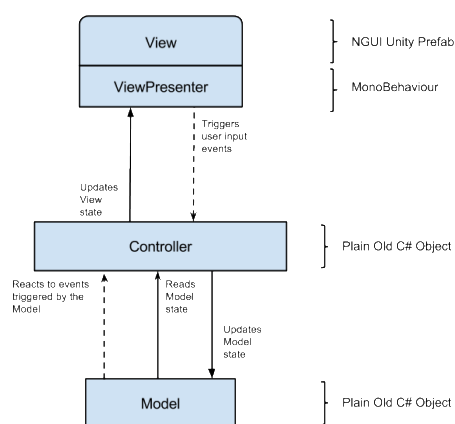 View
NGUI Unity Prefab
ViewPresenter
MonoBehaviour
Triggers
user input
events
Updates
View
state
Controller
Plain Old C# Object
Reacts to events
triggered by the
Model
Reads
Model
state
Updates
Model
state
Model
Plain Old C# Object